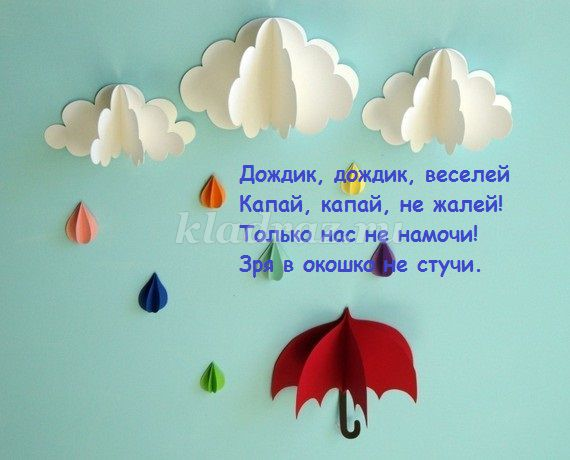 Дождик, дождик, веселей
Капай, капай, не жалей!
Только нас не намочи!
Зря в окошко не стучи.